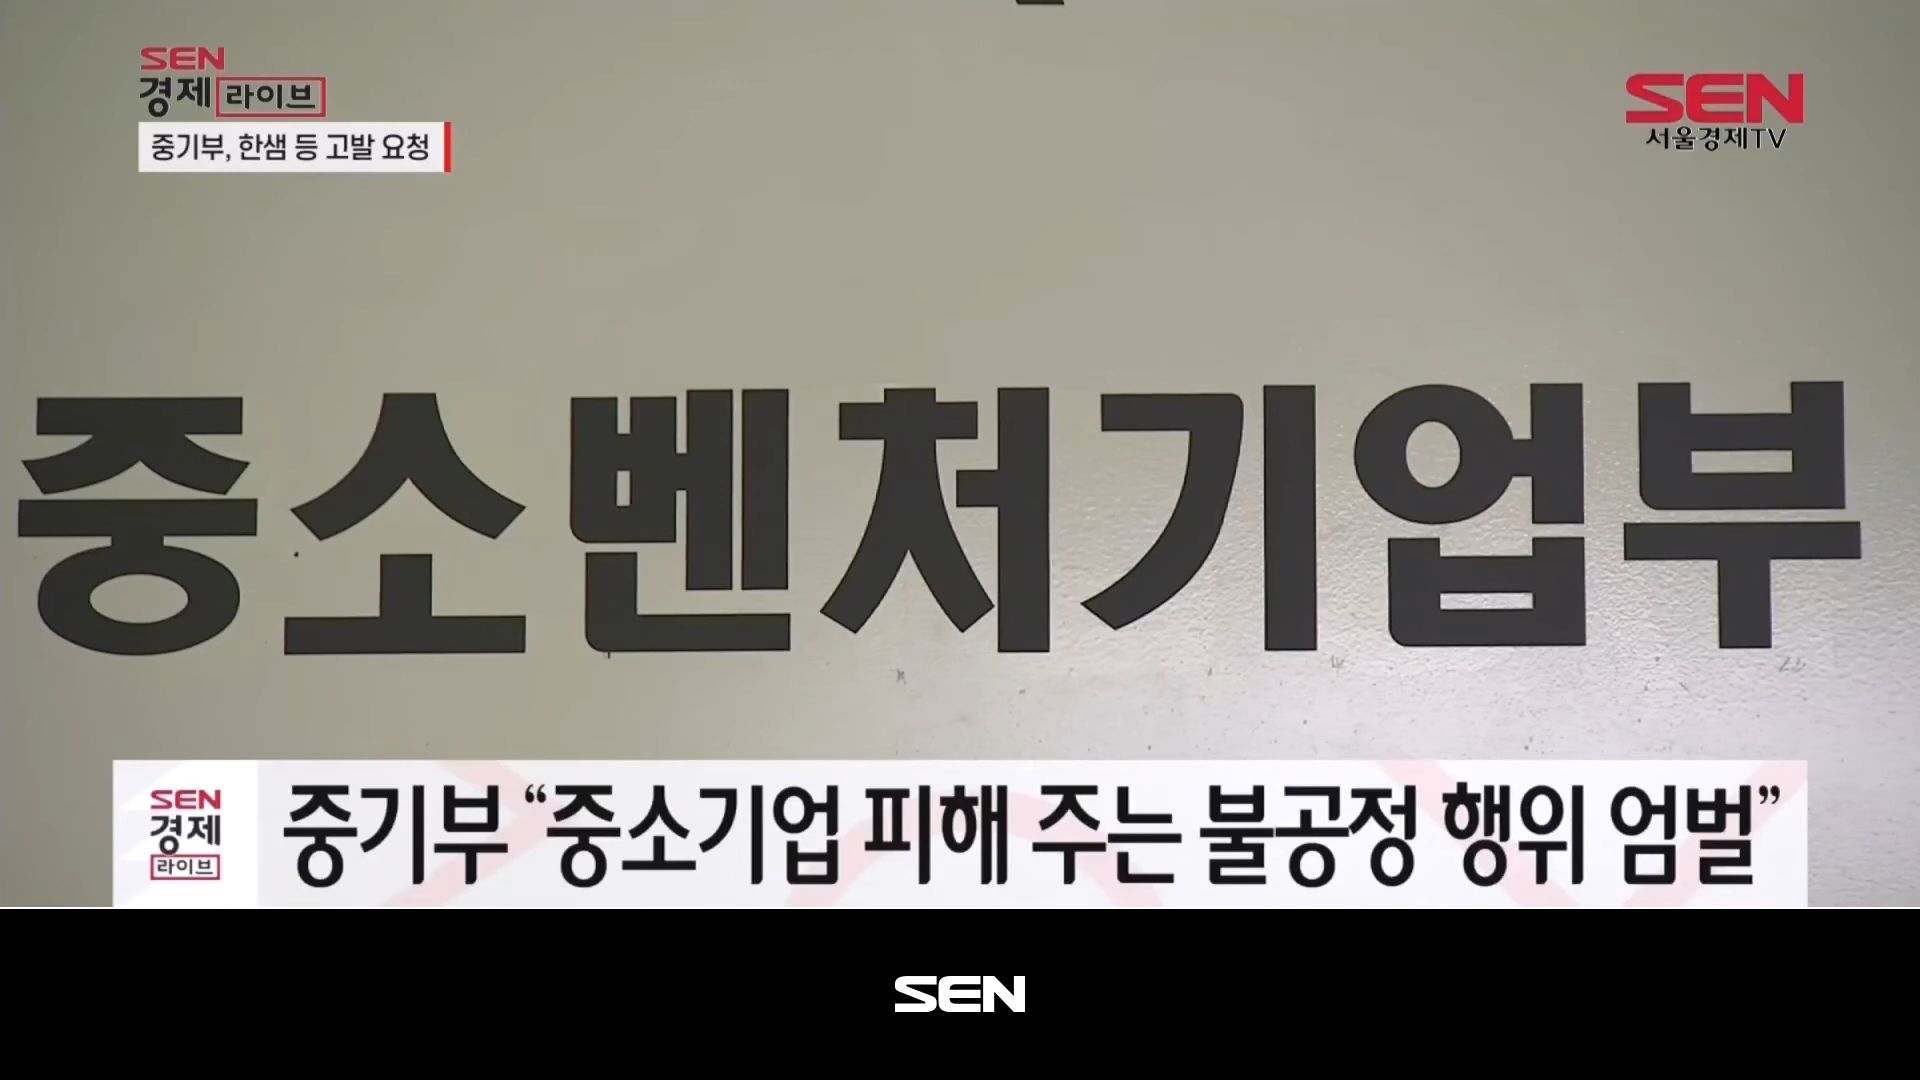 SEN
경제 라이브
중기부, 한샘 등 고발 요청
SEN
서울경제TV
중소벤처기업부
SEN
경제
라이브
중기부 “중소기업 피해 주는 불공정 행위 엄벌”
SEN